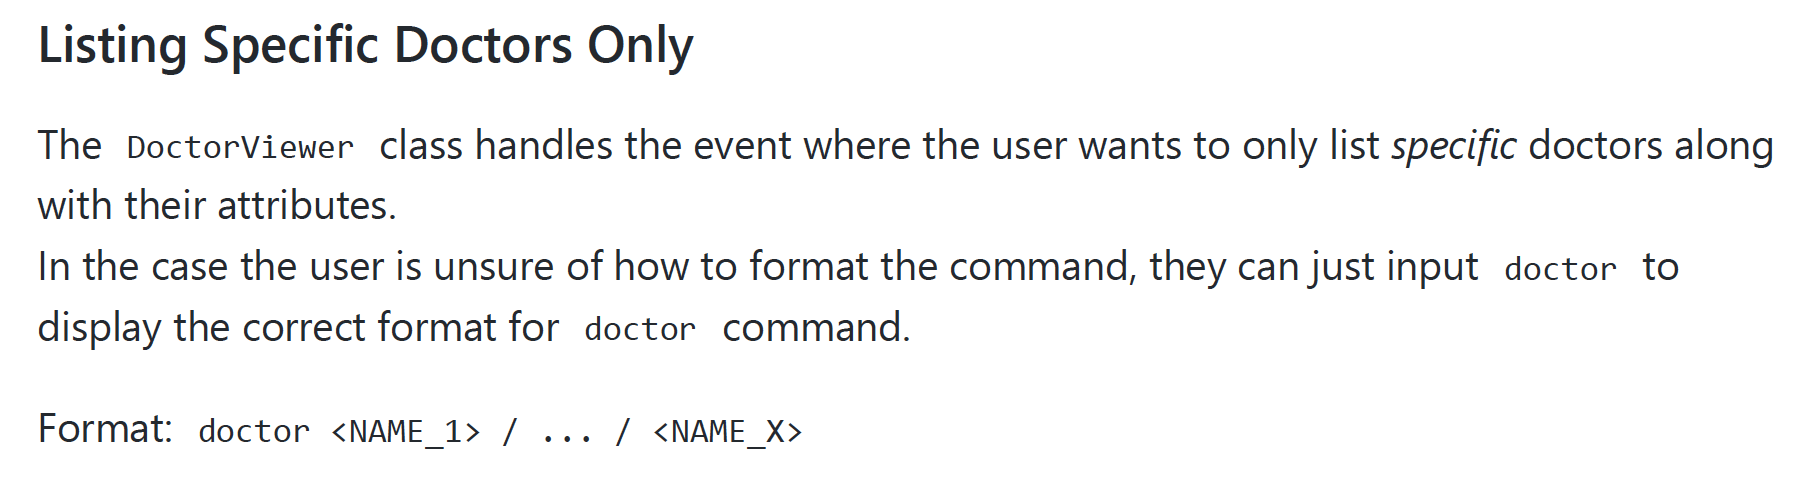 Listing Specific Doctors Only
The DoctorViewer class handles the event where the user wants to only list specific doctors along
with their attributes.
In the case the user is unsure of how to format the command, they can just input doctor to
display the correct format for doctor command.
Format: doctor <NAME_1> / ... / <NAME_X>